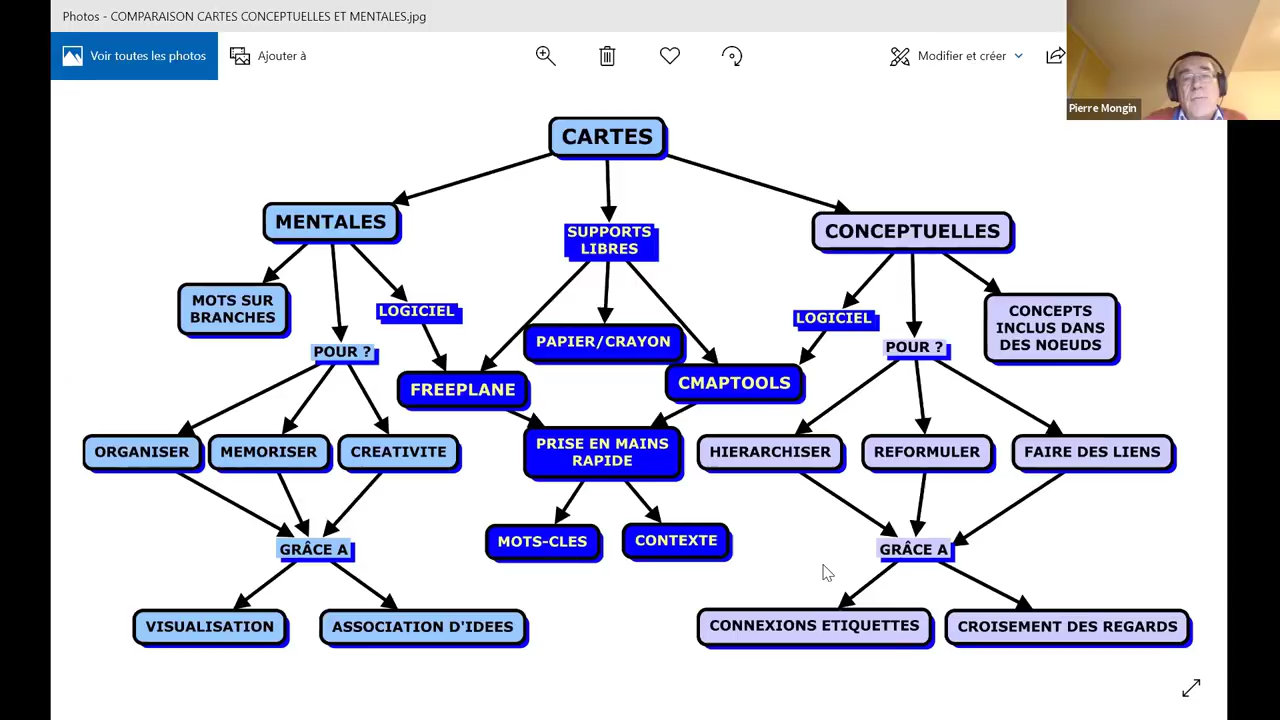 Photos - COMPARAISON CARTES CONCEPTUELLES ET MENTALES.jpg
Voir toutes les photos
Ajouter à
Modifier et créer
Pierre Mongin
CARTES
MENTALES
SUPPORTS
LIBRES
CONCEPTUELLES
MOTS SUR
BRANCHES
LOGICIEL
LOGICIEL
CONCEPTS
INCLUS DANS
DES NOEUDS
POUR ?
PAPIER/CRAYON
POUR ?
FREEPLANE
CMAPTOOLS
ORGANISER
MEMORISER
CREATIVITE
PRISE EN MAINS
RAPIDE
HIERARCHISER
REFORMULER
FAIRE DES LIENS
GRÂCE A
MOTS-CLES
CONTEXTE
GRÂCE A
VISUALISATION
ASSOCIATION D'IDEES
CONNEXIONS ETIQUETTES
CROISEMENT DES REGARDS